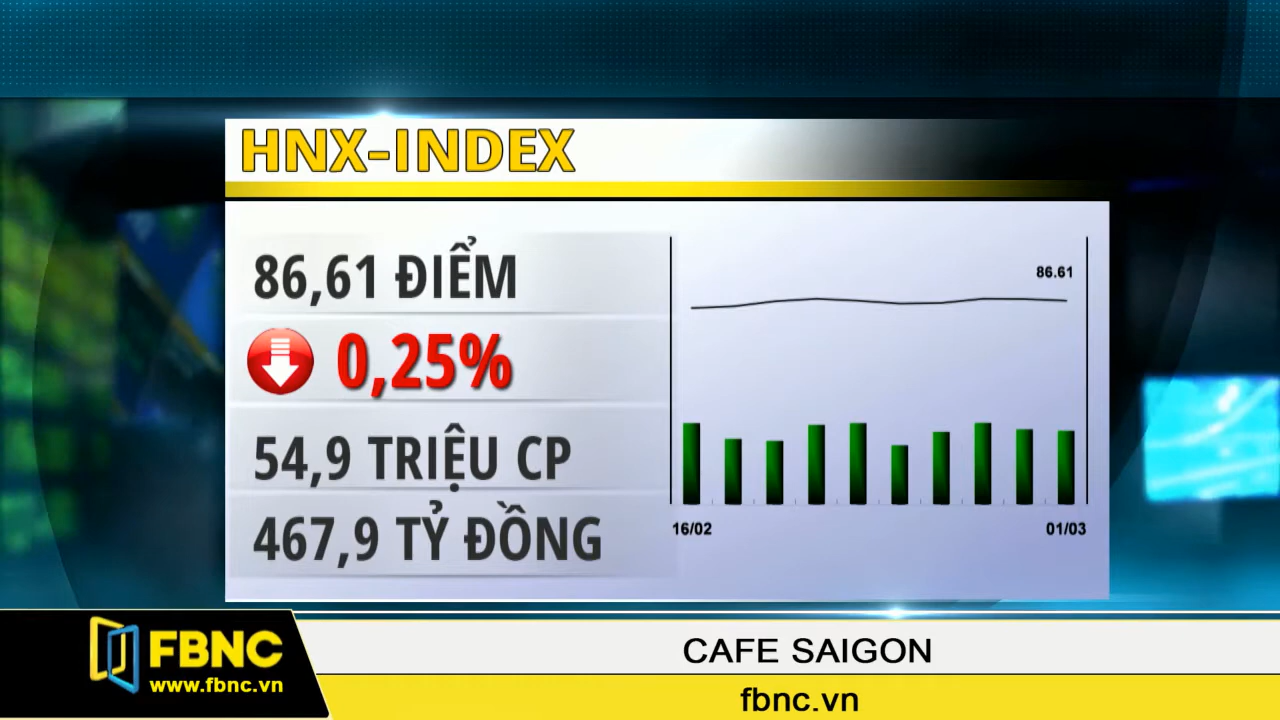 HNX-INDEX
86,61 ĐIỂM
0,25%
54,9 TRIỆU CP
467,9 TỶ ĐỒNG
86.61
16/02
01/03
FBNC
www.fbnc.vn
CAFE SAIGON
fbnc.vn